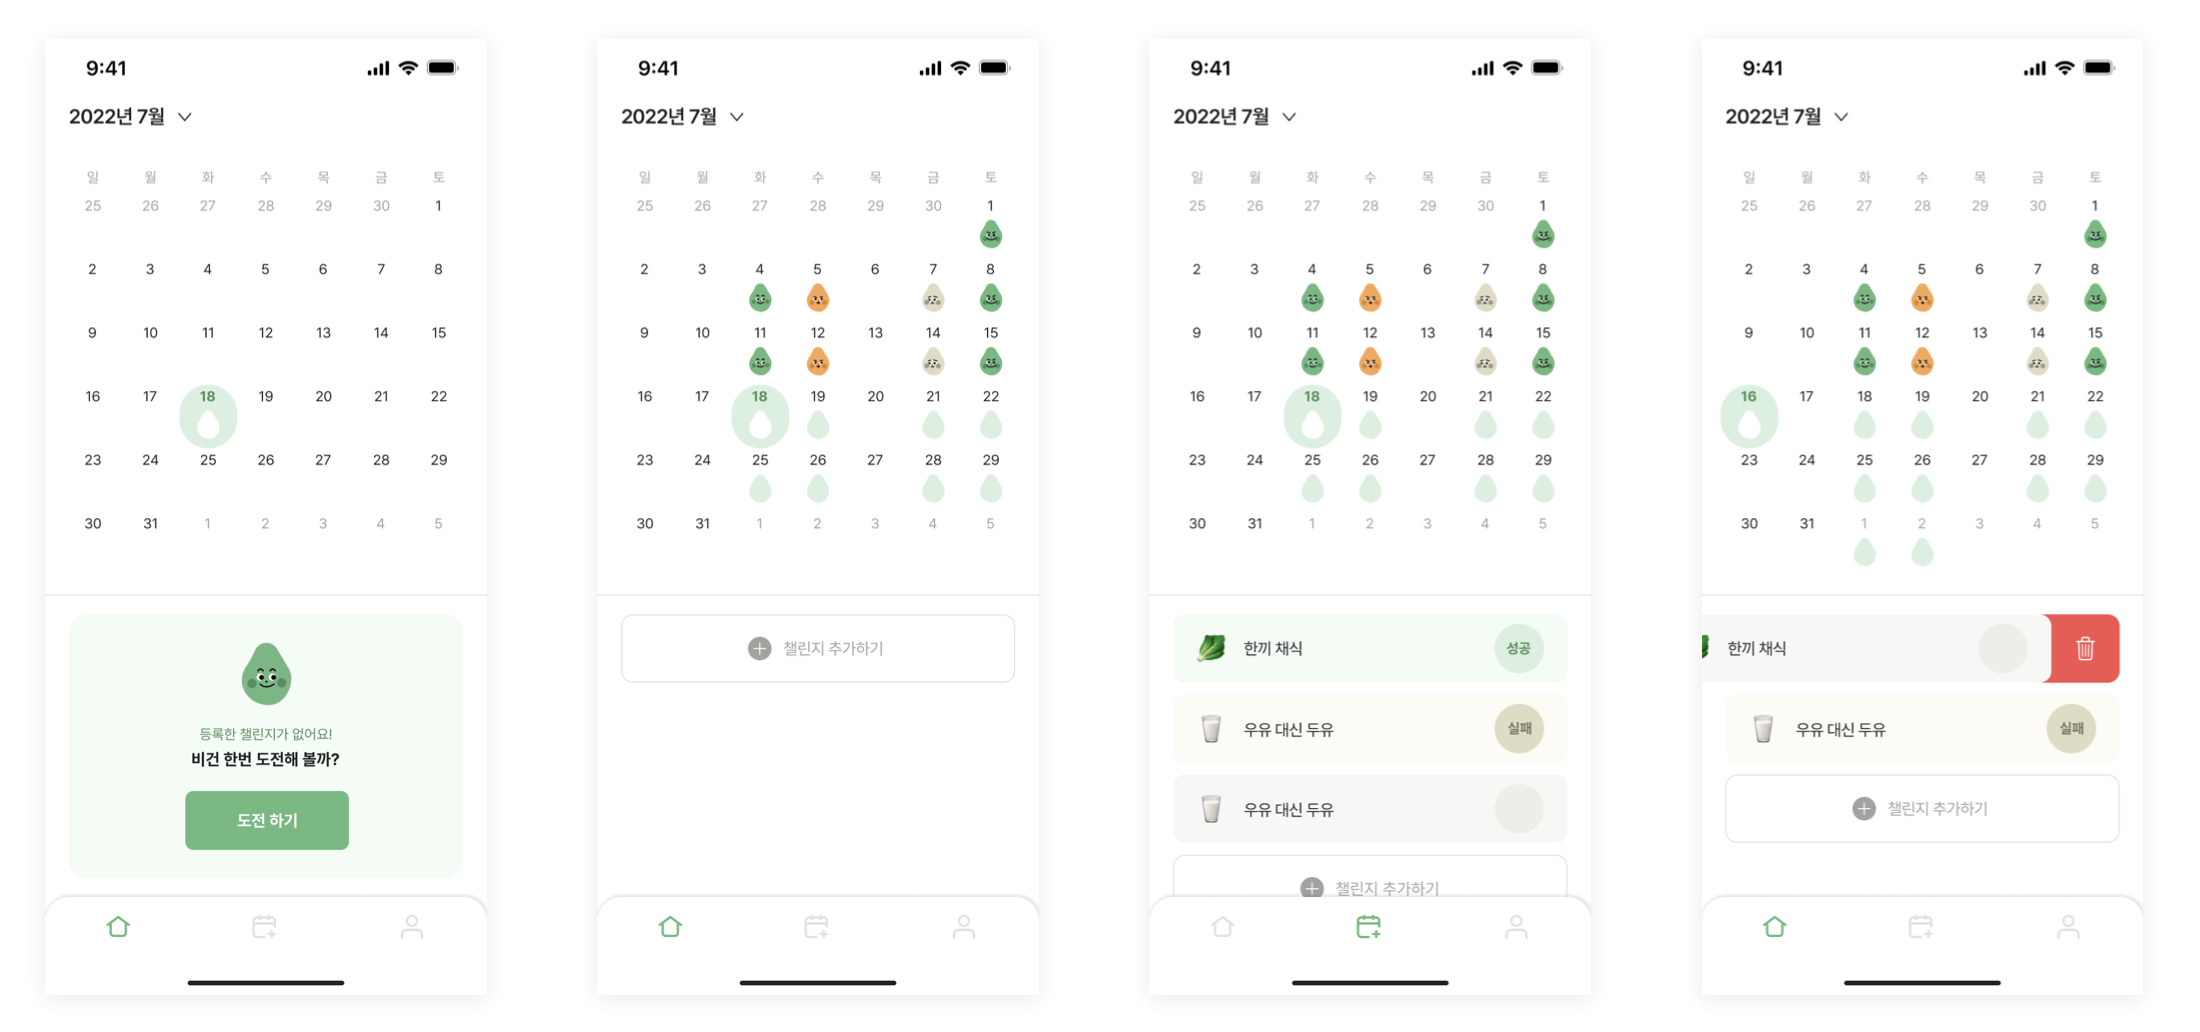 9:41
2022년 7월
일 월 화 수 목 금 토
25 26 27 28 29 30 1
2 3 4 5 6 7 8
9 10 11 12 13 14 15
16 17 18 19 20 21 22
23 24 25 26 27 28 29
30 31 1 2 3 4 5
등록한 챌린지가 없어요!
비건 한번 도전해 볼까?
도전 하기
9:41
2022년 7월
일 월 화 수 목 금 토
25 26 27 28 29 30 1
2 3 4 5 6 7 8
9 10 11 12 13 14 15
16 17 18 19 20 21 22
23 24 25 26 27 28 29
30 31 1 2 3 4 5
챌린지 추가하기
9:41
2022년 7월
일 월 화 수 목 금 토
25 26 27 28 29 30 1
2 3 4 5 6 7 8
9 10 11 12 13 14 15
16 17 18 19 20 21 22
23 24 25 26 27 28 29
30 31 1 2 3 4 5
한끼 채식 성공
우유 대신 두유 실패
우유 대신 두유
챌린지 추가하기
9:41
2022년 7월
일 월 화 수 목 금 토
25 26 27 28 29 30 1
2 3 4 5 6 7 8
9 10 11 12 13 14 15
16 17 18 19 20 21 22
23 24 25 26 27 28 29
30 31 1 2 3 4 5
한끼 채식
우유 대신 두유 실패
챌린지 추가하기